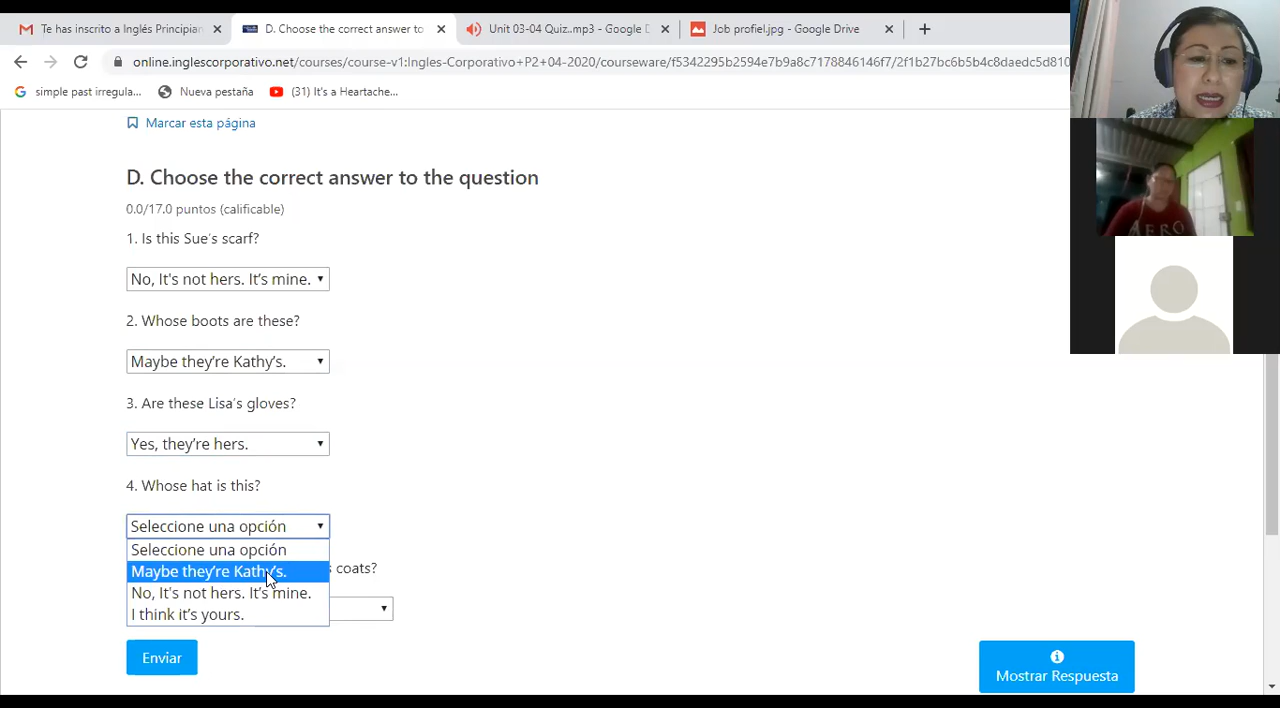 Te has inscrito a Inglés Principian
D. Choose the correct answer to
Unit 03-04 Quiz..mp3 - Google D
Job profiel.jpg - Google Drive
online.inglescorporativo.net/courses/course-v1:Ingles-Corporativo+P2+04-2020/courseware/f5342295b2594e7b9a8c7178846146f7/2f1b27bc6b5b4c8daedc5d810
simple past irregula...
Nueva pestaña
(31) It's a Heartache...
Marcar esta página
D. Choose the correct answer to the question
0.0/17.0 puntos (calificable)
1. Is this Sue's scarf?
No, It's not hers. It's mine.
2. Whose boots are these?
Maybe they're Kathy's.
3. Are these Lisa's gloves?
Yes, they're hers.
4. Whose hat is this?
Seleccione una opción
Seleccione una opción
Maybe they're Kathy's.
s coats?
No, It's not hers. It's mine.
I think it's yours.
Enviar
Mostrar Respuesta
AERO